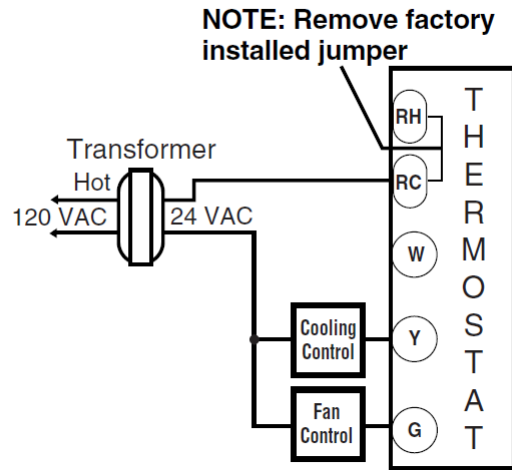 NOTE: Remove factory
installed jumper
Transformer
Hot
120 VAC
24 VAC
RH
RC
W
Y
G
Cooling
Control
Fan
Control
THERMOSTAT